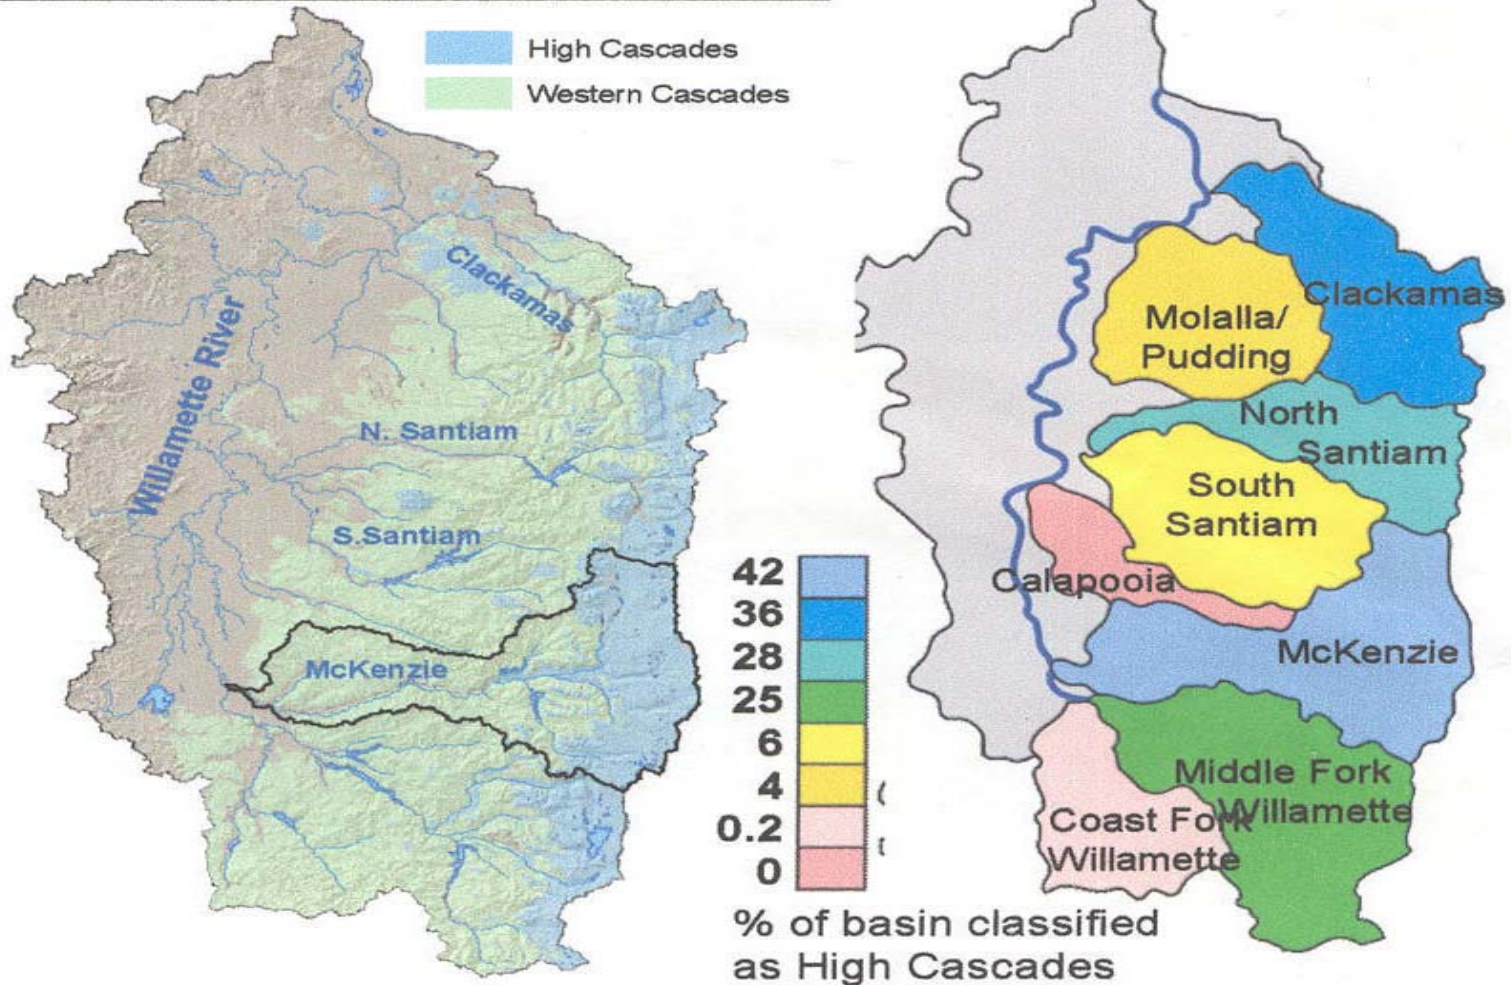 High Cascades
Western Cascades
Clackamas
Willamette River
N. Santiam
S.Santiam
McKenzie
Clackamas
Molalla/
Pudding
North
Santiam
South
Santiam
Calapooia
McKenzie
Middle Fork
Willamette
Coast Fork
Willamette
42
36
28
25
6
4
0.2
0
% of basin classified
as High Cascades